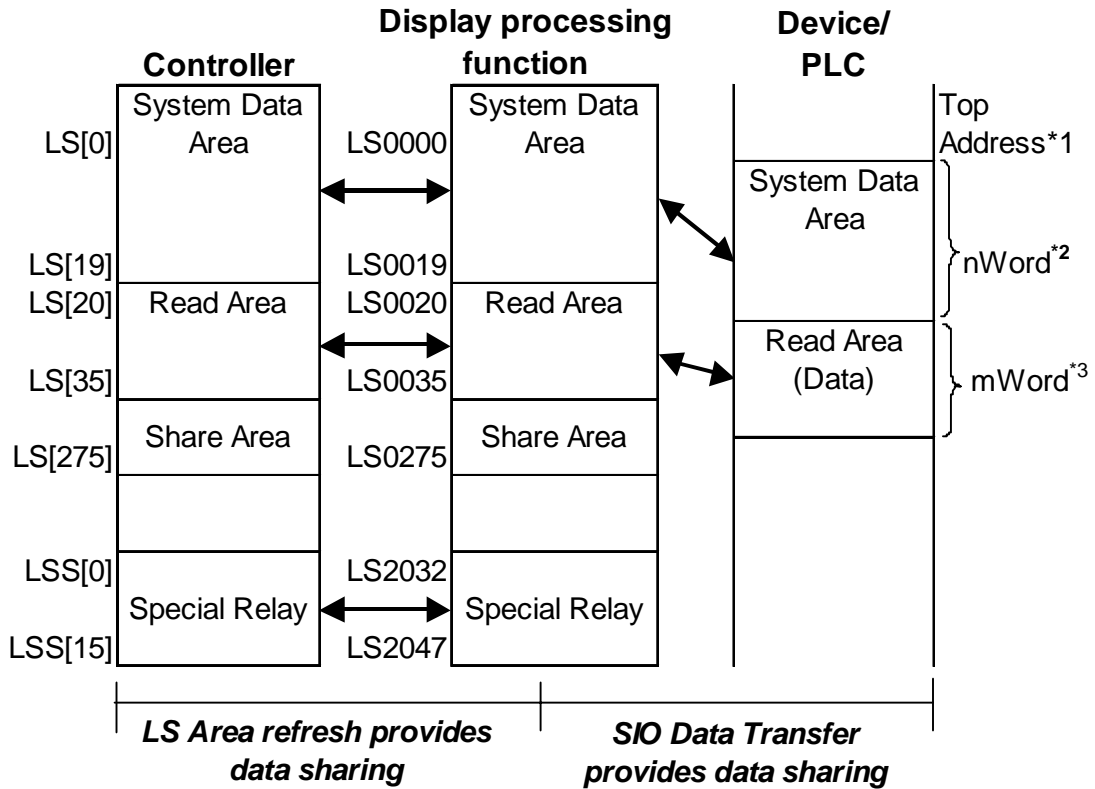 Display processing function
Device/
PLC
Controller
System Data
Area
System Data
Area
Top
Address*1
LS[0]
LS0000
System Data
Area
nWord*2
LS[19]
LS0019
LS[20]
Read Area
LS0020
Read Area
Read Area
(Data)
mWord*3
LS[35]
LS0035
Share Area
Share Area
LS[275]
LS0275
LSS[0]
LS2032
Special Relay
Special Relay
LSS[15]
LS2047
LS Area refresh provides
data sharing
SIO Data Transfer
provides data sharing